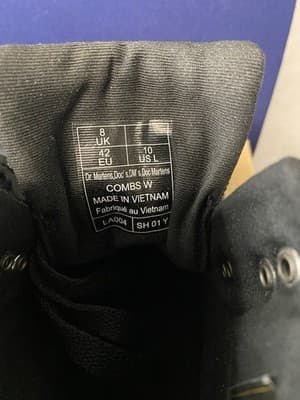 8
UK
42
EU
10
US L
Dr. Martens, Doc's, DM's, Doc Martens
COMBS W
MADE IN VIETNAM
Fabriqué au Vietnam
LA004 SH 01 Y